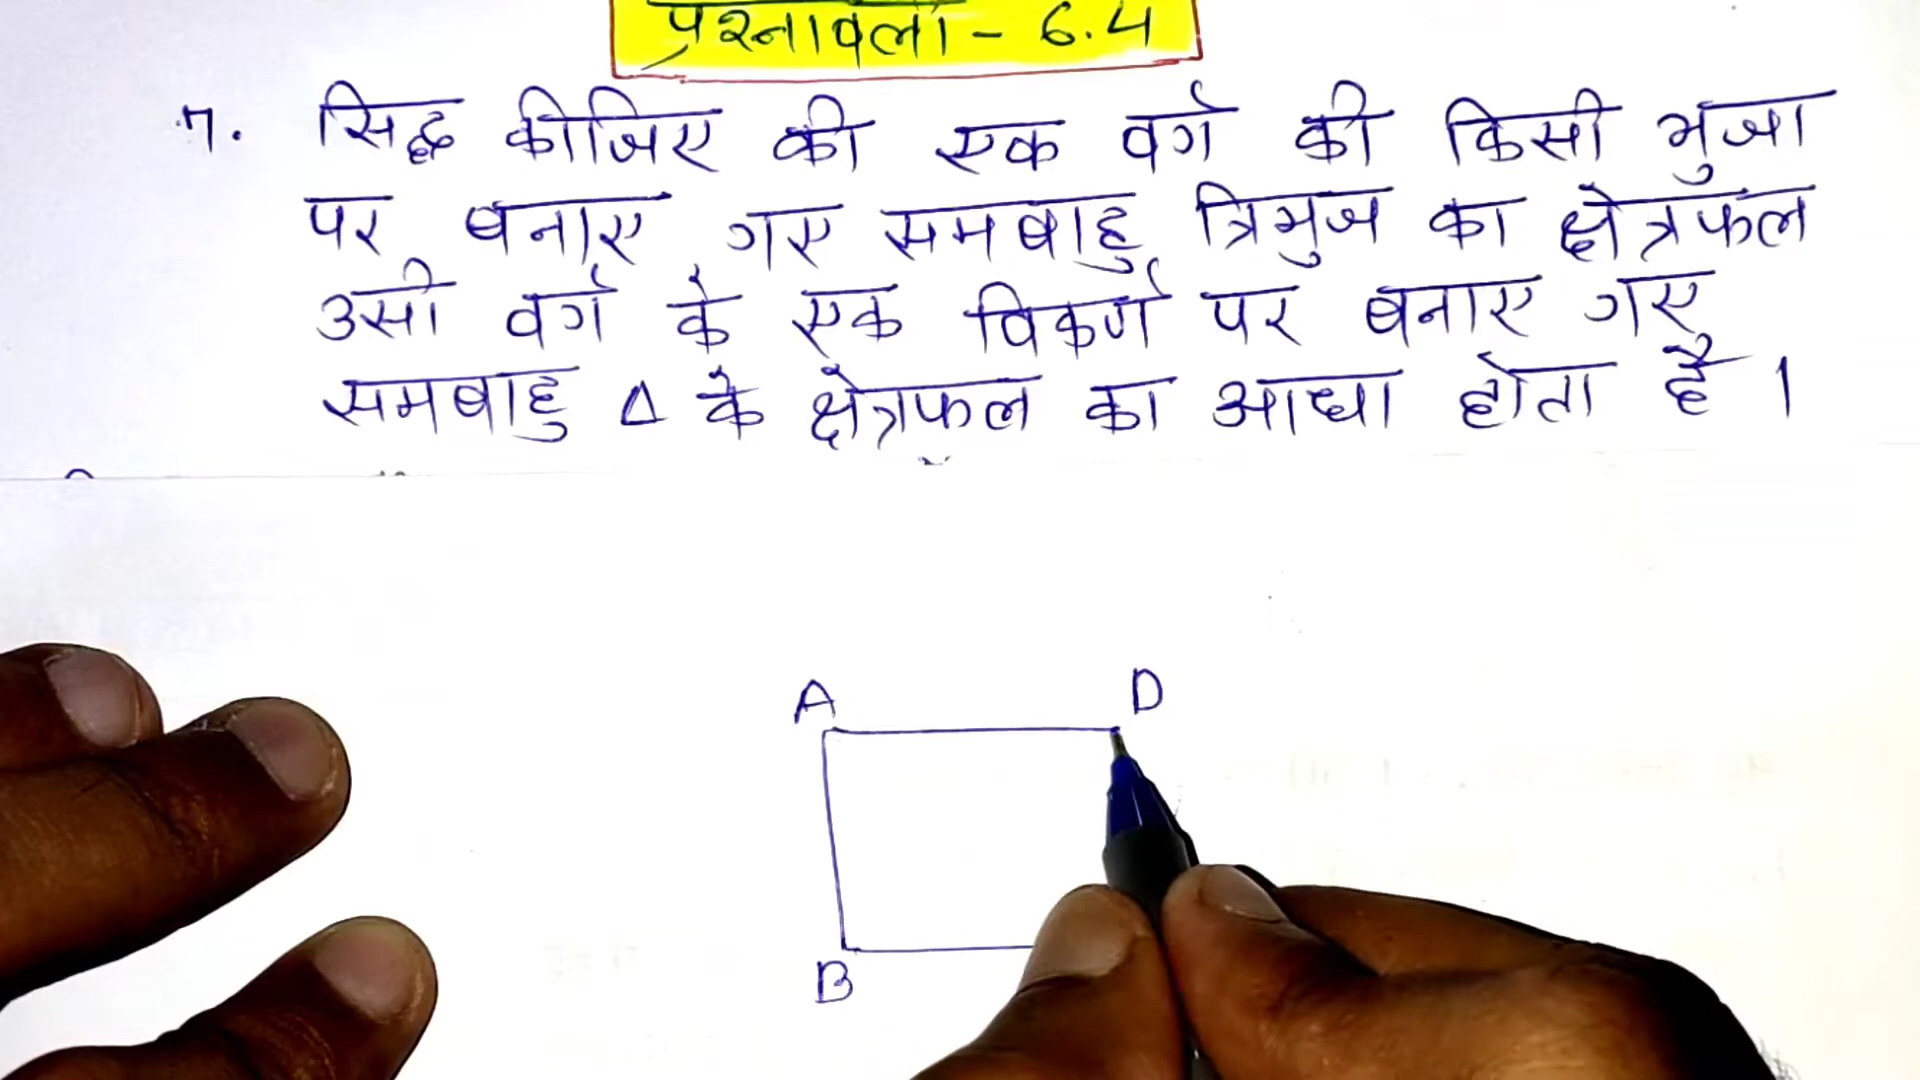 प्रश्नावली - 6.4
7. सिद्ध कीजिए की एक वर्ग की किसी भुजा
पर बनाए गए समबाहु त्रिभुज का क्षेत्रफल
उसी वर्ग के एक विकर्ण पर बनाए गए
समबाहु Δ के क्षेत्रफल का आधा होता है ।
A D
B